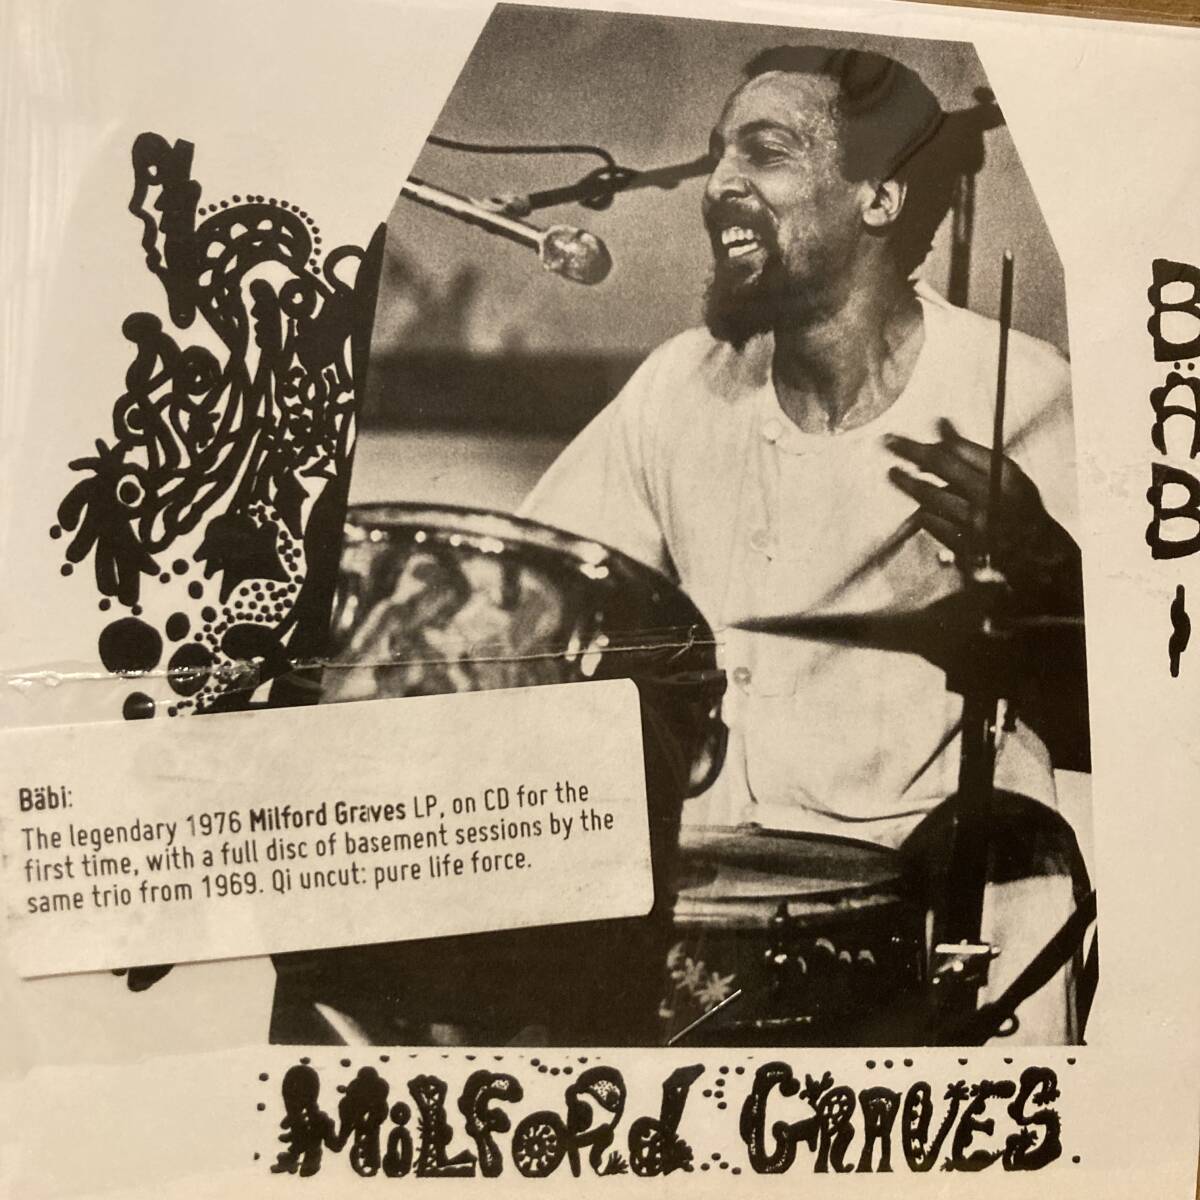 BÄBI
Bäbi:
The legendary 1976 Milford Graves LP, on CD for the
first time, with a full disc of basement sessions by the
same trio from 1969. Qi uncut: pure life force.
MiLFoRd GRAVES